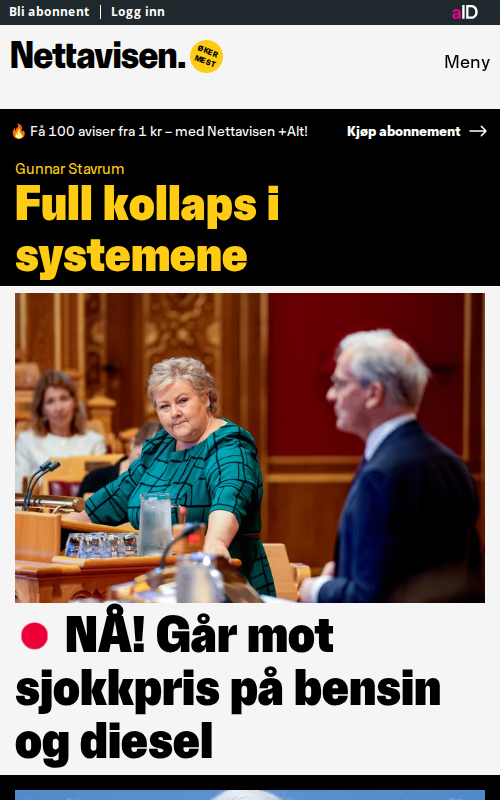 Bli abonnent | Logg inn
aID
Nettavisen.
ØKER
MEST
Meny
🔥 Få 100 aviser fra 1 kr – med Nettavisen +Alt!
Kjøp abonnement →
Gunnar Stavrum
Full kollaps i
systemene
NÅ! Går mot
sjokkpris på bensin
og diesel